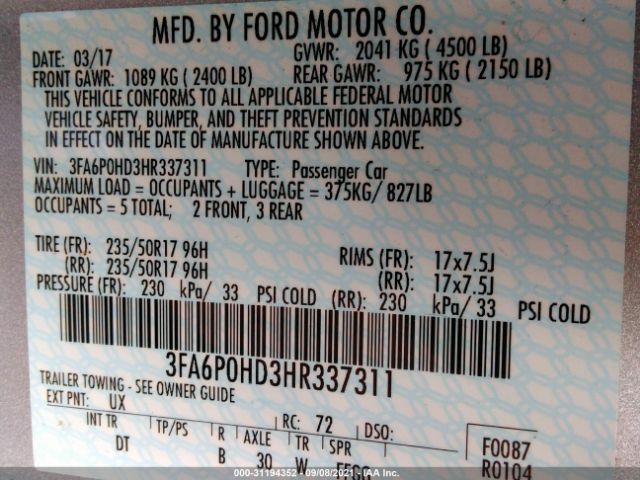 MFD. BY FORD MOTOR CO.
DATE: 03/17 GVWR: 2041 KG ( 4500 LB)
FRONT GAWR: 1089 KG ( 2400 LB) REAR GAWR: 975 KG ( 2150 LB)
THIS VEHICLE CONFORMS TO ALL APPLICABLE FEDERAL MOTOR
VEHICLE SAFETY, BUMPER, AND THEFT PREVENTION STANDARDS
IN EFFECT ON THE DATE OF MANUFACTURE SHOWN ABOVE.
VIN: 3FA6P0HD3HR337311 TYPE: Passenger Car
MAXIMUM LOAD = OCCUPANTS + LUGGAGE = 375KG/ 827LB
OCCUPANTS = 5 TOTAL; 2 FRONT, 3 REAR
TIRE (FR): 235/50R17 96H RIMS (FR): 17x7.5J
(RR): 235/50R17 96H (RR): 17x7.5J
PRESSURE (FR): 230 kPa/ 33 PSI COLD (RR): 230 kPa/ 33 PSI COLD
3FA6P0HD3HR337311
TRAILER TOWING - SEE OWNER GUIDE
EXT PNT: UX RC: 72 DSO:
INT TR TP/PS R AXLE TR SPR F0087
DT B 30 W R0104
000-31194352 - 09/08/2021 - IAA Inc.